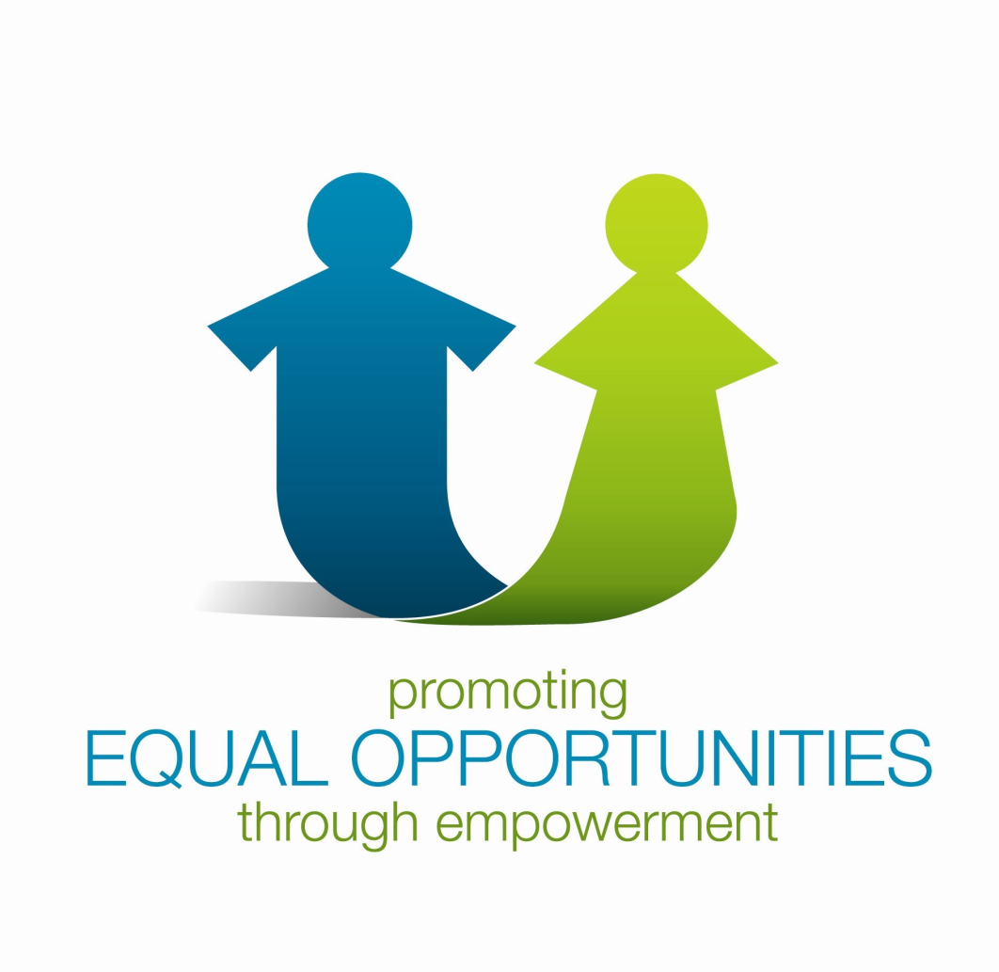 promoting
EQUAL OPPORTUNITIES
through empowerment